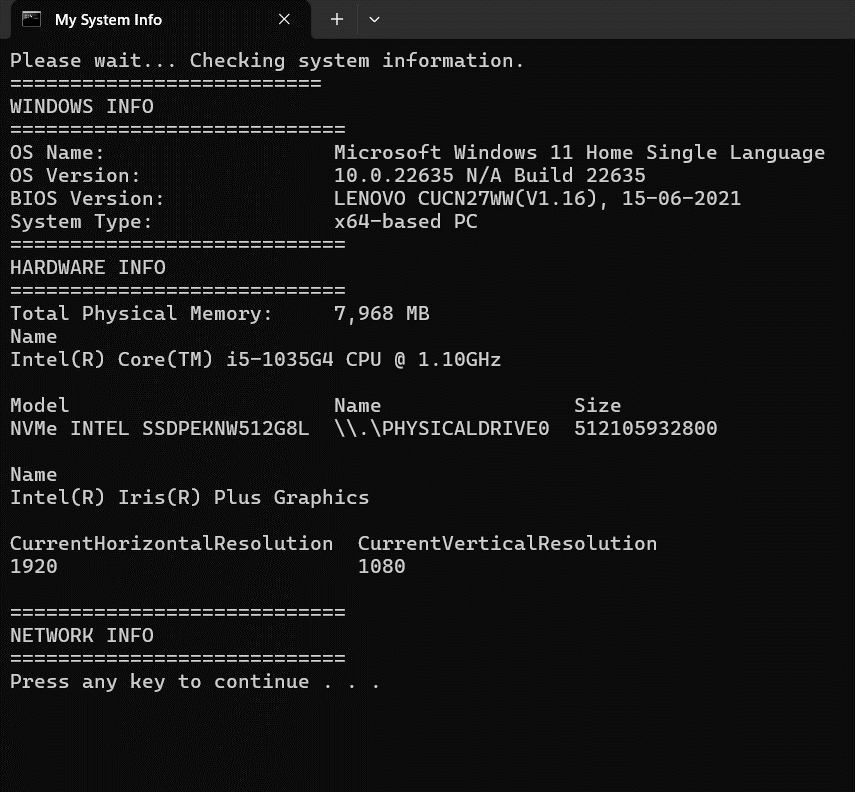 My System Info
Please wait... Checking system information.
==========================
WINDOWS INFO
============================
OS Name: Microsoft Windows 11 Home Single Language
OS Version: 10.0.22635 N/A Build 22635
BIOS Version: LENOVO CUCN27WW(V1.16), 15-06-2021
System Type: x64-based PC
============================
HARDWARE INFO
============================
Total Physical Memory: 7,968 MB
Name
Intel(R) Core(TM) i5-1035G4 CPU @ 1.10GHz
Model Name Size
NVMe INTEL SSDPEKNW512G8L \\.\PHYSICALDRIVE0 512105932800
Name
Intel(R) Iris(R) Plus Graphics
CurrentHorizontalResolution CurrentVerticalResolution
1920 1080
============================
NETWORK INFO
============================
Press any key to continue . . .